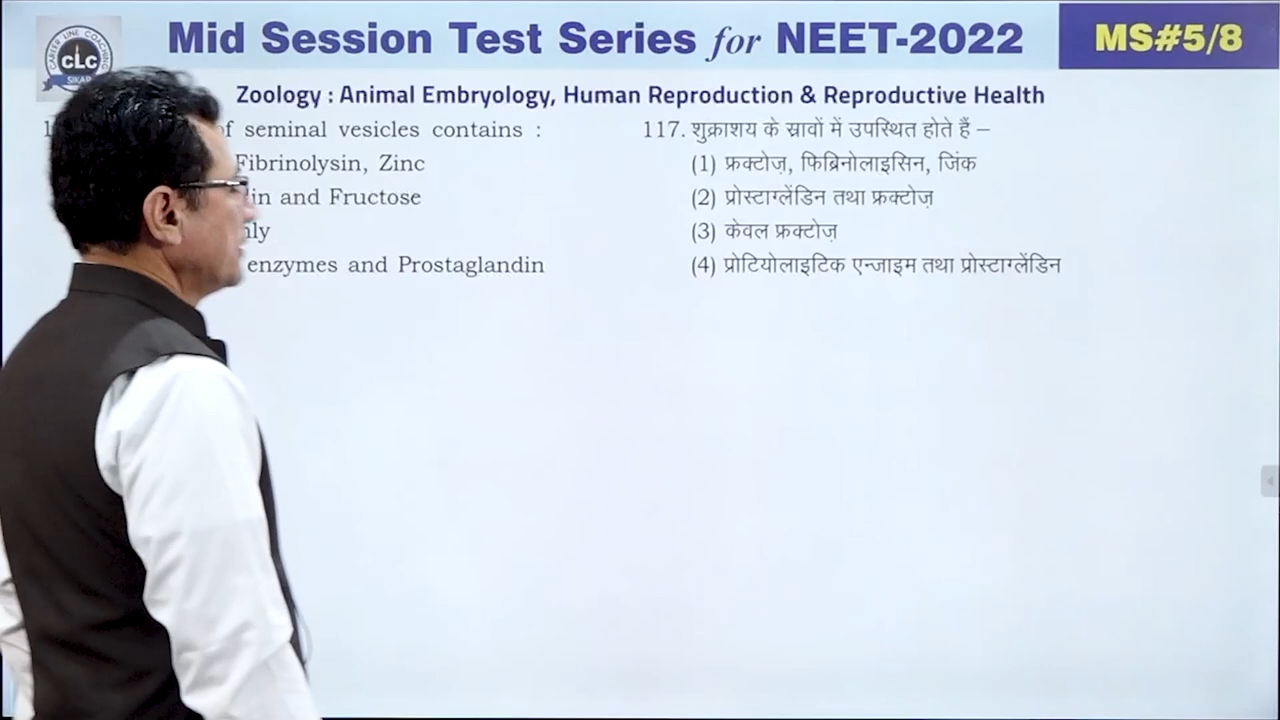 Mid Session Test Series for NEET-2022
MS#5/8
CLC
SIKAR
Zoology : Animal Embryology, Human Reproduction & Reproductive Health
of seminal vesicles contains :
Fibrinolysin, Zinc
and Fructose
enzymes and Prostaglandin
117. शुक्राशय के स्रावों में उपस्थित होते हैं –
(1) फ्रक्टोज़, फिब्रिनोलाइसिन, जिंक
(2) प्रोस्टाग्लेंडिन तथा फ्रक्टोज़
(3) केवल फ्रक्टोज़
(4) प्रोटियोलाइटिक एन्जाइम तथा प्रोस्टाग्लेंडिन